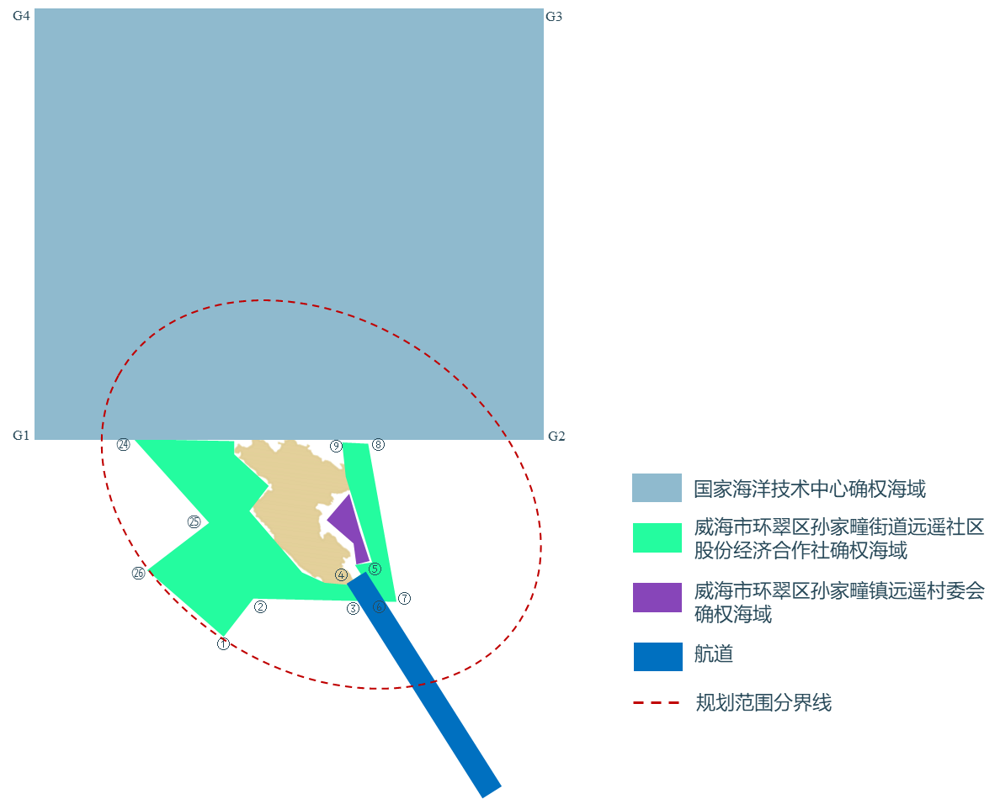 G4
G3
G1
G2
㉔
⑨
⑧
㉕
㉖
④
⑤
②
③
⑥
⑦
①
国家海洋技术中心确权海域
威海市环翠区孙家疃街道远遥社区
股份经济合作社确权海域
威海市环翠区孙家疃镇远遥村委会
确权海域
航道
规划范围分界线